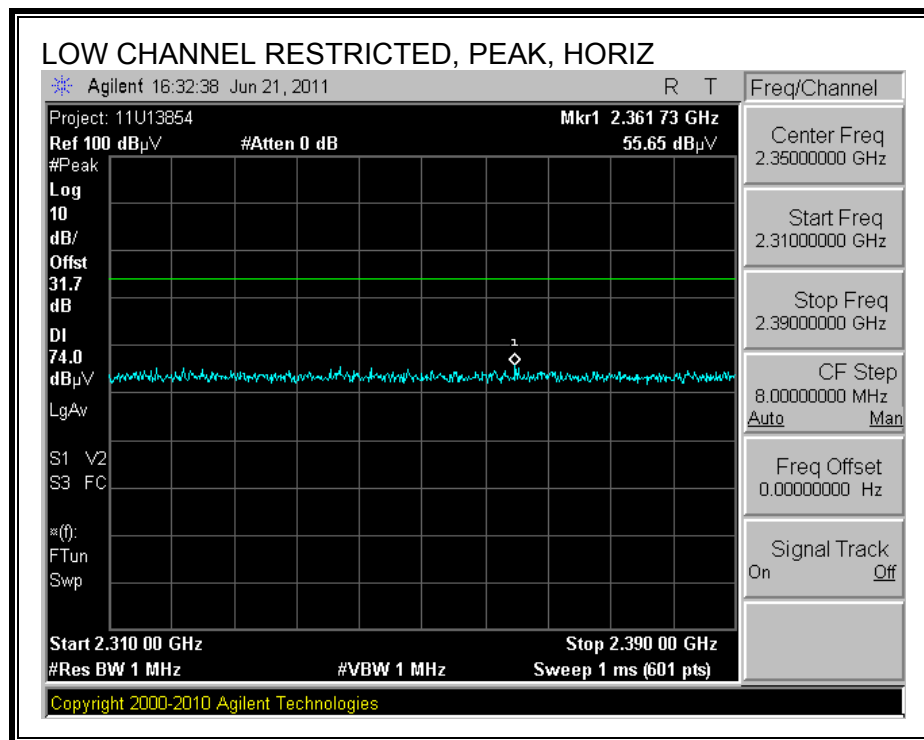 LOW CHANNEL RESTRICTED, PEAK, HORIZ
Agilent 16:32:38 Jun 21, 2011 R T
Freq/Channel
Project: 11U13854 Mkr1 2.361 73 GHz
Ref 100 dBµV #Atten 0 dB 55.65 dBµV
#Peak
Log
10
dB/
Offst
31.7
dB
DI
74.0
dBµV
LgAv
S1 V2
S3 FC
¤(f):
FTun
Swp
1
Start 2.310 00 GHz Stop 2.390 00 GHz
#Res BW 1 MHz #VBW 1 MHz Sweep 1 ms (601 pts)
Center Freq
2.35000000 GHz
Start Freq
2.31000000 GHz
Stop Freq
2.39000000 GHz
CF Step
8.00000000 MHz
Auto Man
Freq Offset
0.00000000 Hz
Signal Track
On Off
Copyright 2000-2010 Agilent Technologies